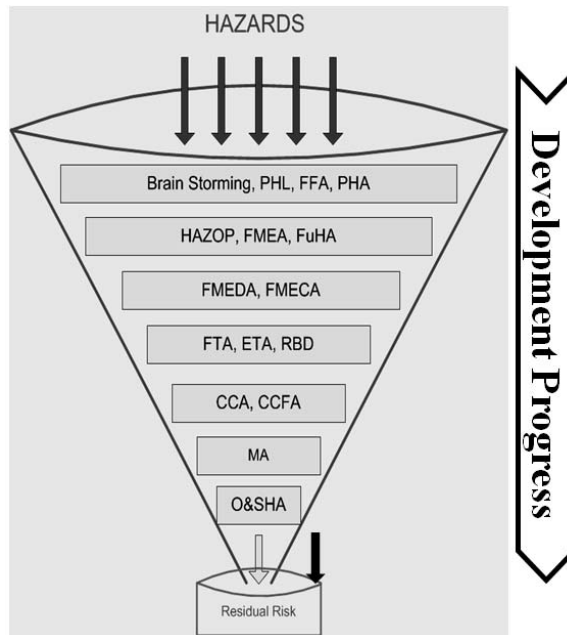 HAZARDS
Brain Storming, PHL, FFA, PHA
HAZOP, FMEA, FuHA
FMEDA, FMECA
FTA, ETA, RBD
CCA, CCFA
MA
O&SHA
Residual Risk
Development Progress